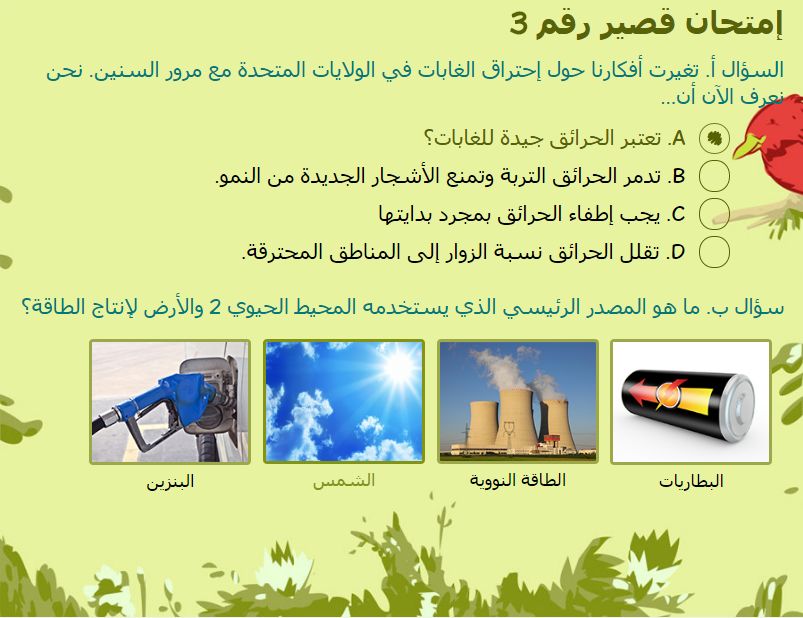 إمتحان قصير رقم 3
السؤال أ. تغيرت أفكارنا حول إحتراق الغابات في الولايات المتحدة مع مرور السنين. نحن
نعرف الآن أن...
A. تعتبر الحرائق جيدة للغابات؟
B. تدمر الحرائق التربة وتمنع الأشجار الجديدة من النمو.
C. يجب إطفاء الحرائق بمجرد بدايتها
D. تقلل الحرائق نسبة الزوار إلى المناطق المحترقة.
سؤال ب. ما هو المصدر الرئيسي الذي يستخدمه المحيط الحيوي 2 والأرض لإنتاج الطاقة؟
البطاريات
الطاقة النووية
الشمس
البنزين